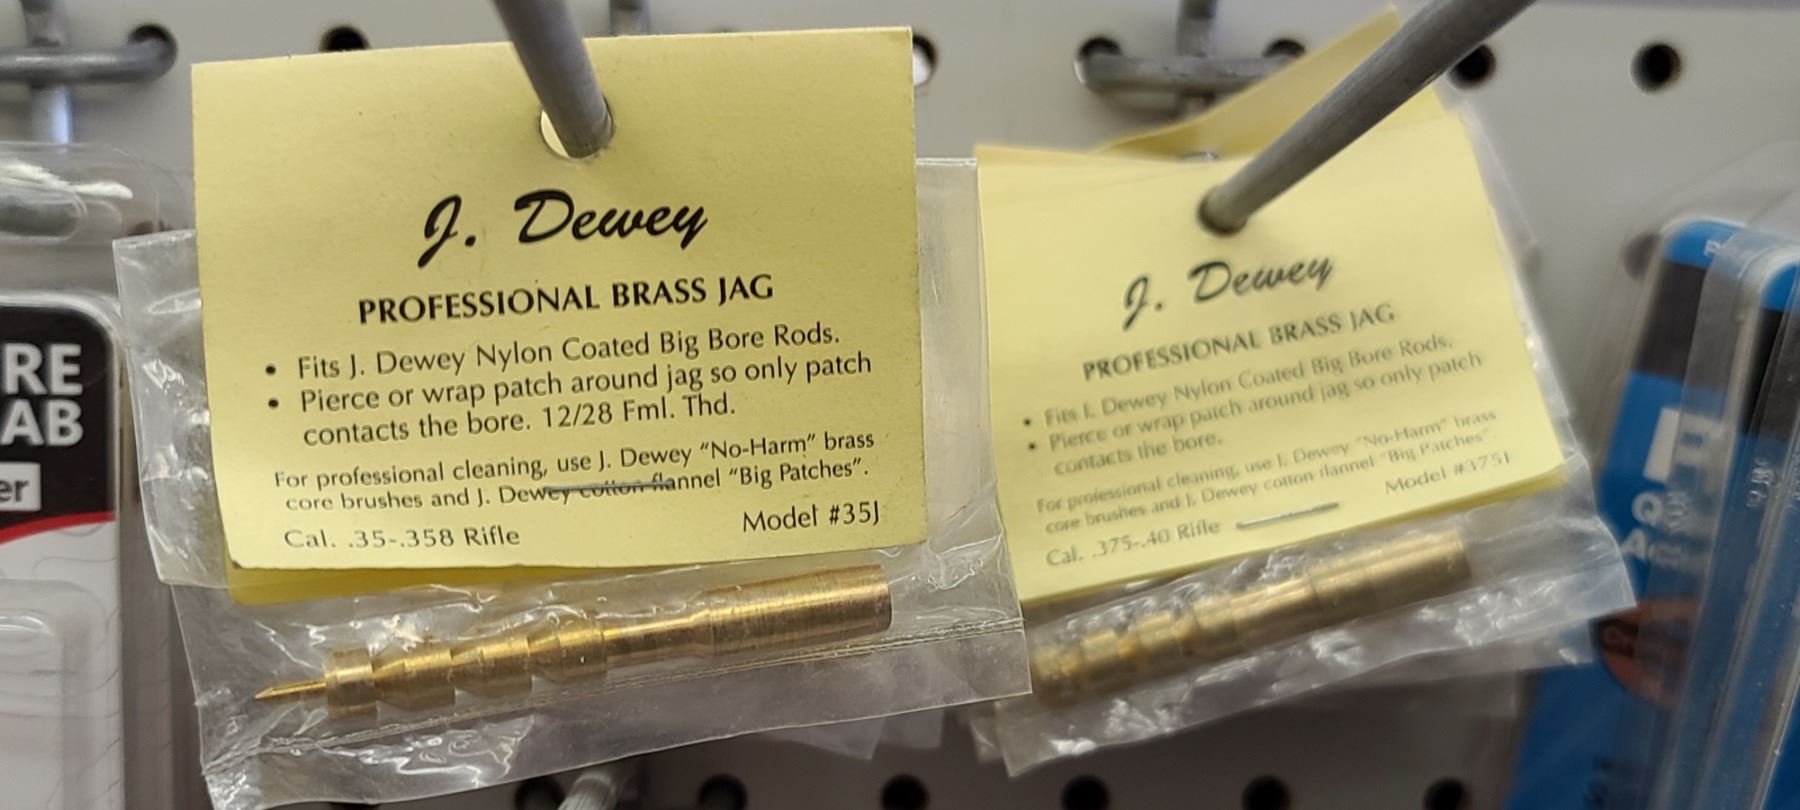 J. Dewey
PROFESSIONAL BRASS JAG
• Fits J. Dewey Nylon Coated Big Bore Rods.
• Pierce or wrap patch around jag so only patch
contacts the bore. 12/28 Fml. Thd.
For professional cleaning, use J. Dewey "No-Harm" brass
core brushes and J. Dewey cotton flannel "Big Patches".
Cal. .35-.358 Rifle
Model #35J
J. Dewey
PROFESSIONAL BRASS JAG
• Fits J. Dewey Nylon Coated Big Bore Rods.
• Pierce or wrap patch around jag so only patch
contacts the bore.
For professional cleaning, use J. Dewey "No-Harm" brass
core brushes and J. Dewey cotton flannel "Big Patches".
Cal. .375-.40 Rifle
Model #375J
RE
AB
er